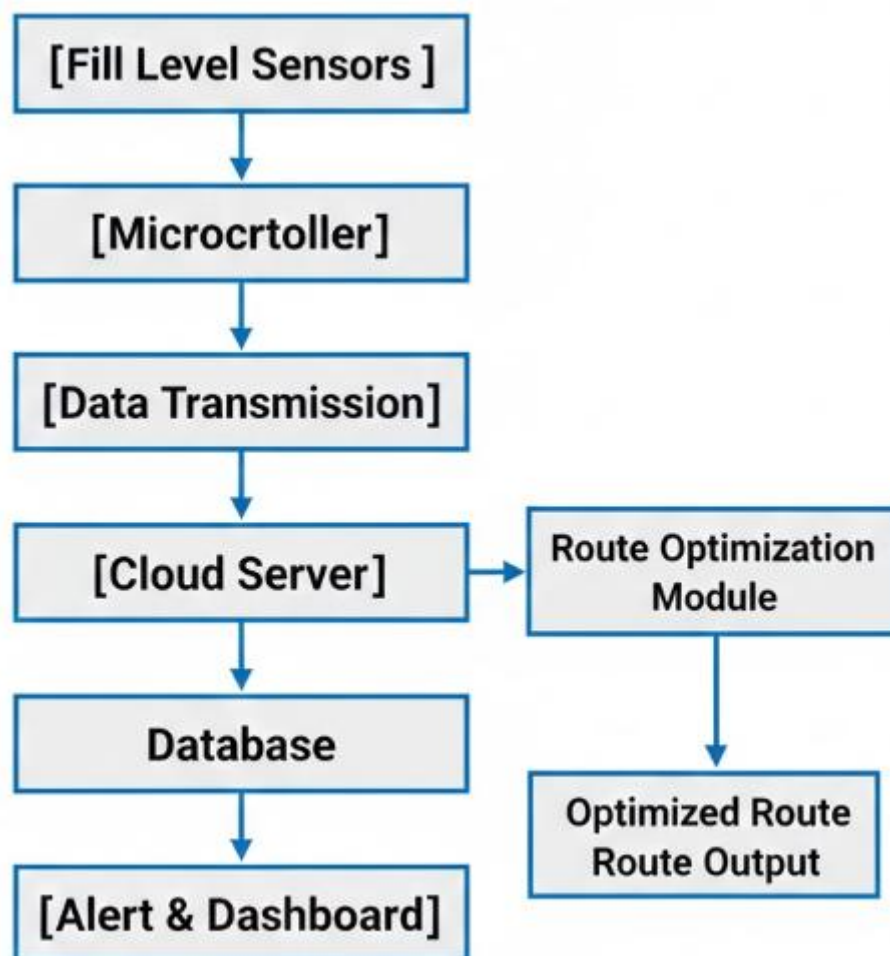 [Fill Level Sensors ]
[Microcrtoller]
[Data Transmission]
[Cloud Server]
Route Optimization
Module
Database
Optimized Route
Route Output
[Alert & Dashboard]